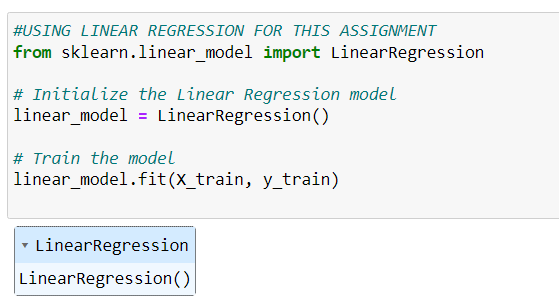 #USING LINEAR REGRESSION FOR THIS ASSIGNMENT
from sklearn.linear_model import LinearRegression
# Initialize the Linear Regression model
linear_model = LinearRegression()
# Train the model
linear_model.fit(X_train, y_train)
▾ LinearRegression
LinearRegression()